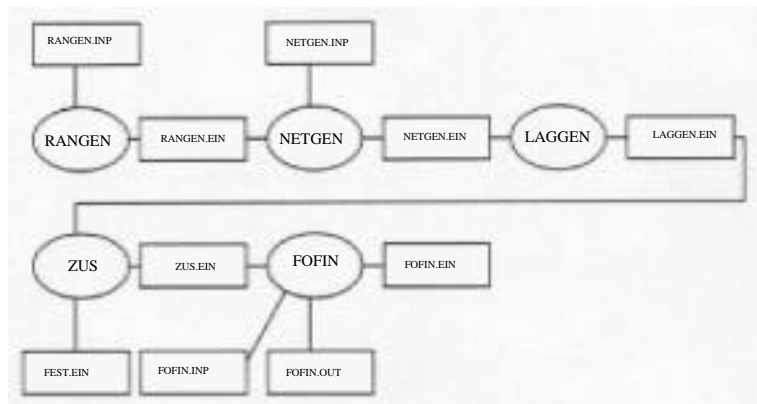 RANGEN.INP
NETGEN.INP
RANGEN
RANGEN.EIN
NETGEN
NETGEN.EIN
LAGGEN
LAGGEN.EIN
ZUS
ZUS.EIN
FOFIN
FOFIN.EIN
FEST.EIN
FOFIN.INP
FOFIN.OUT